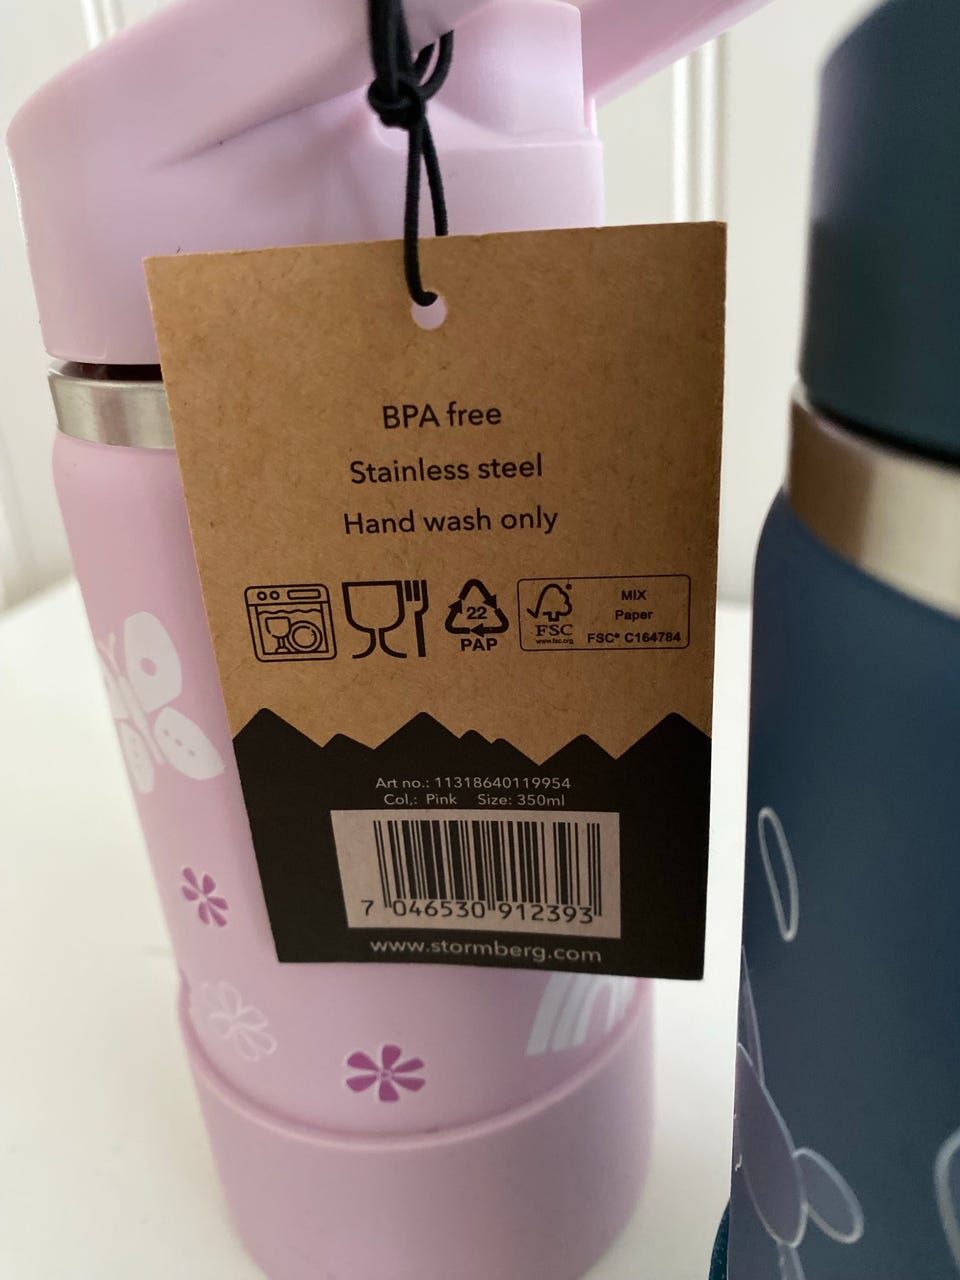 BPA free
Stainless steel
Hand wash only
22
PAP
FSC®
www.fsc.org
MIX
Paper
FSC® C164784
Art no.: 11318640119954
Col,: Pink Size: 350ml
7 046530 912393
www.stormberg.com